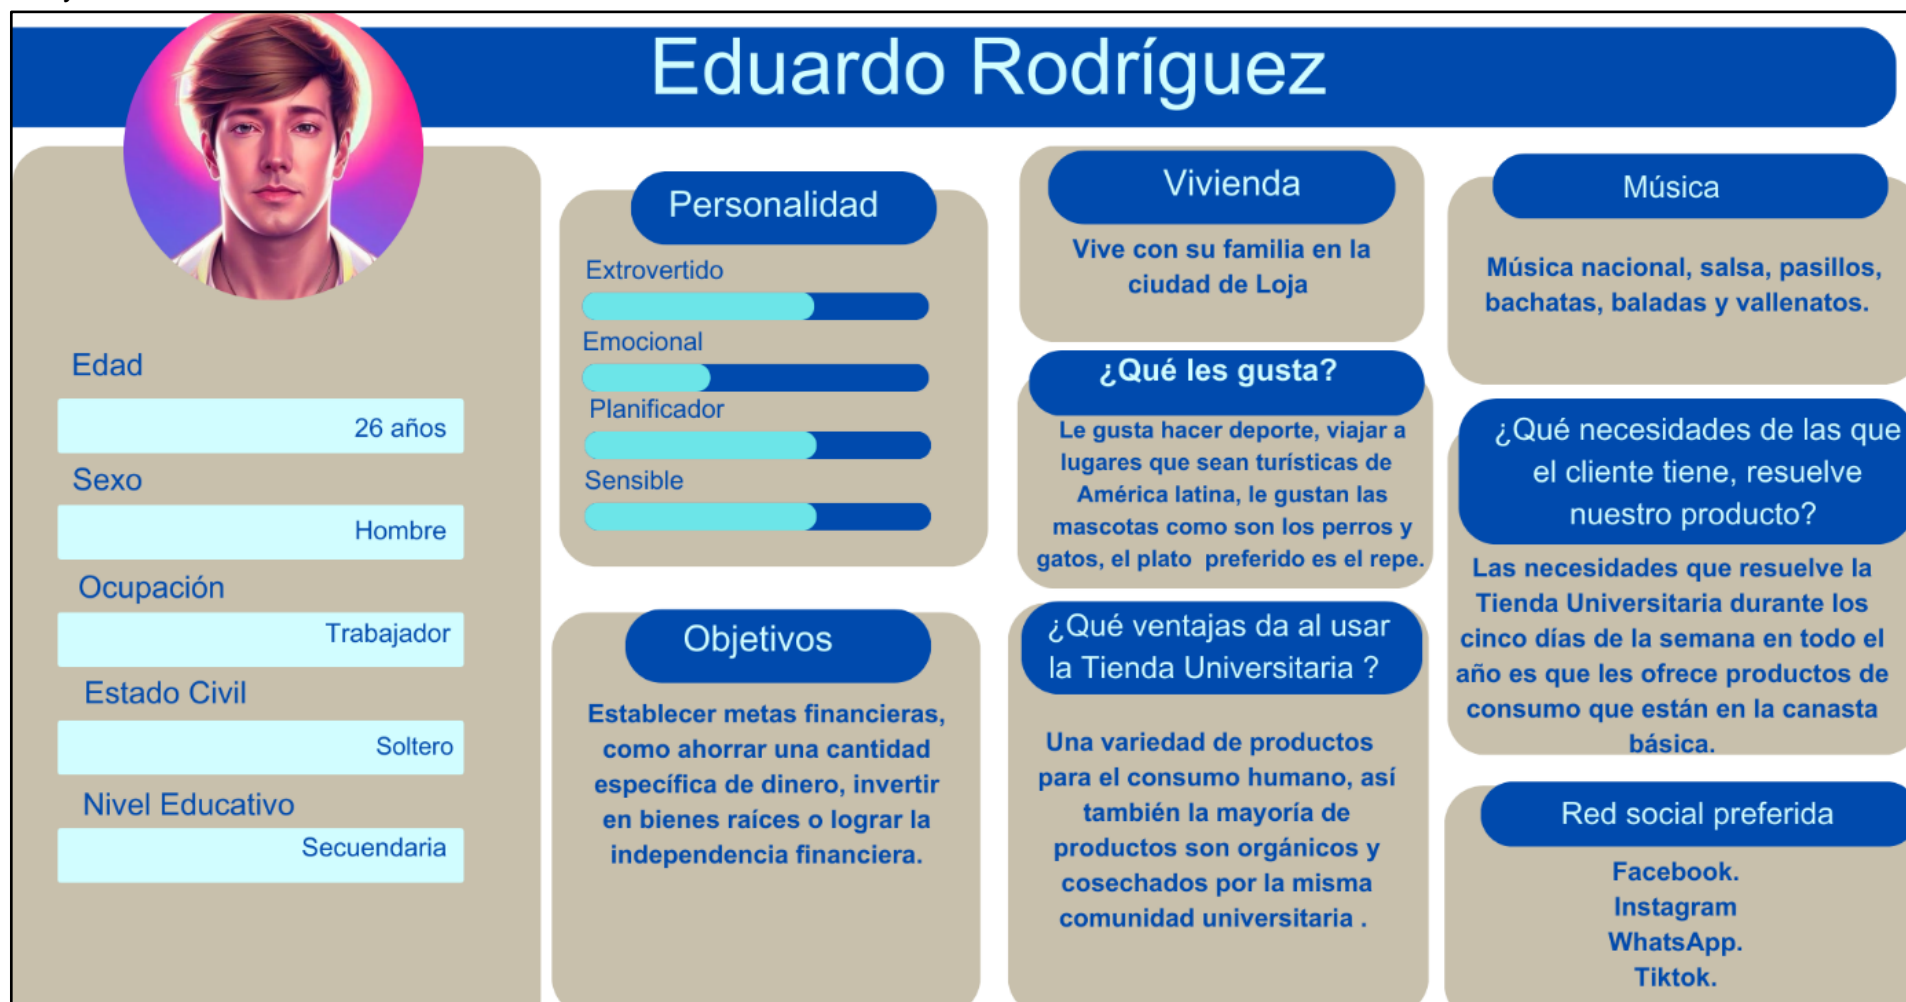 Eduardo Rodríguez
Edad
26 años
Sexo
Hombre
Ocupación
Trabajador
Estado Civil
Soltero
Nivel Educativo
Secuendaria
Personalidad
Extrovertido
Emocional
Planificador
Sensible
Objetivos
Establecer metas financieras,
como ahorrar una cantidad
específica de dinero, invertir
en bienes raíces o lograr la
independencia financiera.
Vivienda
Vive con su familia en la
ciudad de Loja
¿Qué les gusta?
Le gusta hacer deporte, viajar a
lugares que sean turísticas de
América latina, le gustan las
mascotas como son los perros y
gatos, el plato preferido es el repe.
¿Qué ventajas da al usar
la Tienda Universitaria ?
Una variedad de productos
para el consumo humano, así
también la mayoría de
productos son orgánicos y
cosechados por la misma
comunidad universitaria .
Música
Música nacional, salsa, pasillos,
bachatas, baladas y vallenatos.
¿Qué necesidades de las que
el cliente tiene, resuelve
nuestro producto?
Las necesidades que resuelve la
Tienda Universitaria durante los
cinco días de la semana en todo el
año es que les ofrece productos de
consumo que están en la canasta
básica.
Red social preferida
Facebook.
Instagram
WhatsApp.
Tiktok.